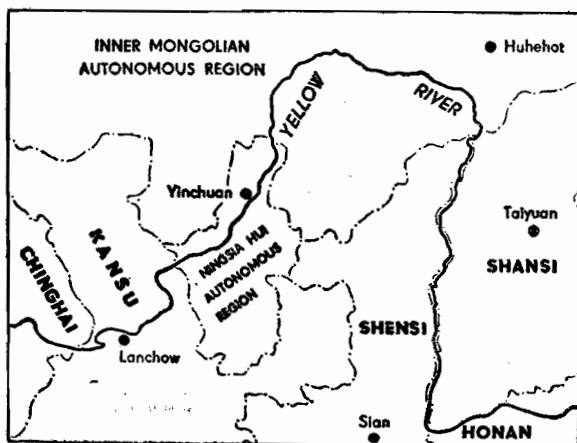 INNER MONGOLIAN
AUTONOMOUS REGION
Huhehot
YELLOW
RIVER
Yinchuan
Taiyuan
KANSU
NINGSIA HUI
AUTONOMOUS
REGION
CHINGHAI
SHANSI
SHENSI
Lanchow
Sian
HONAN